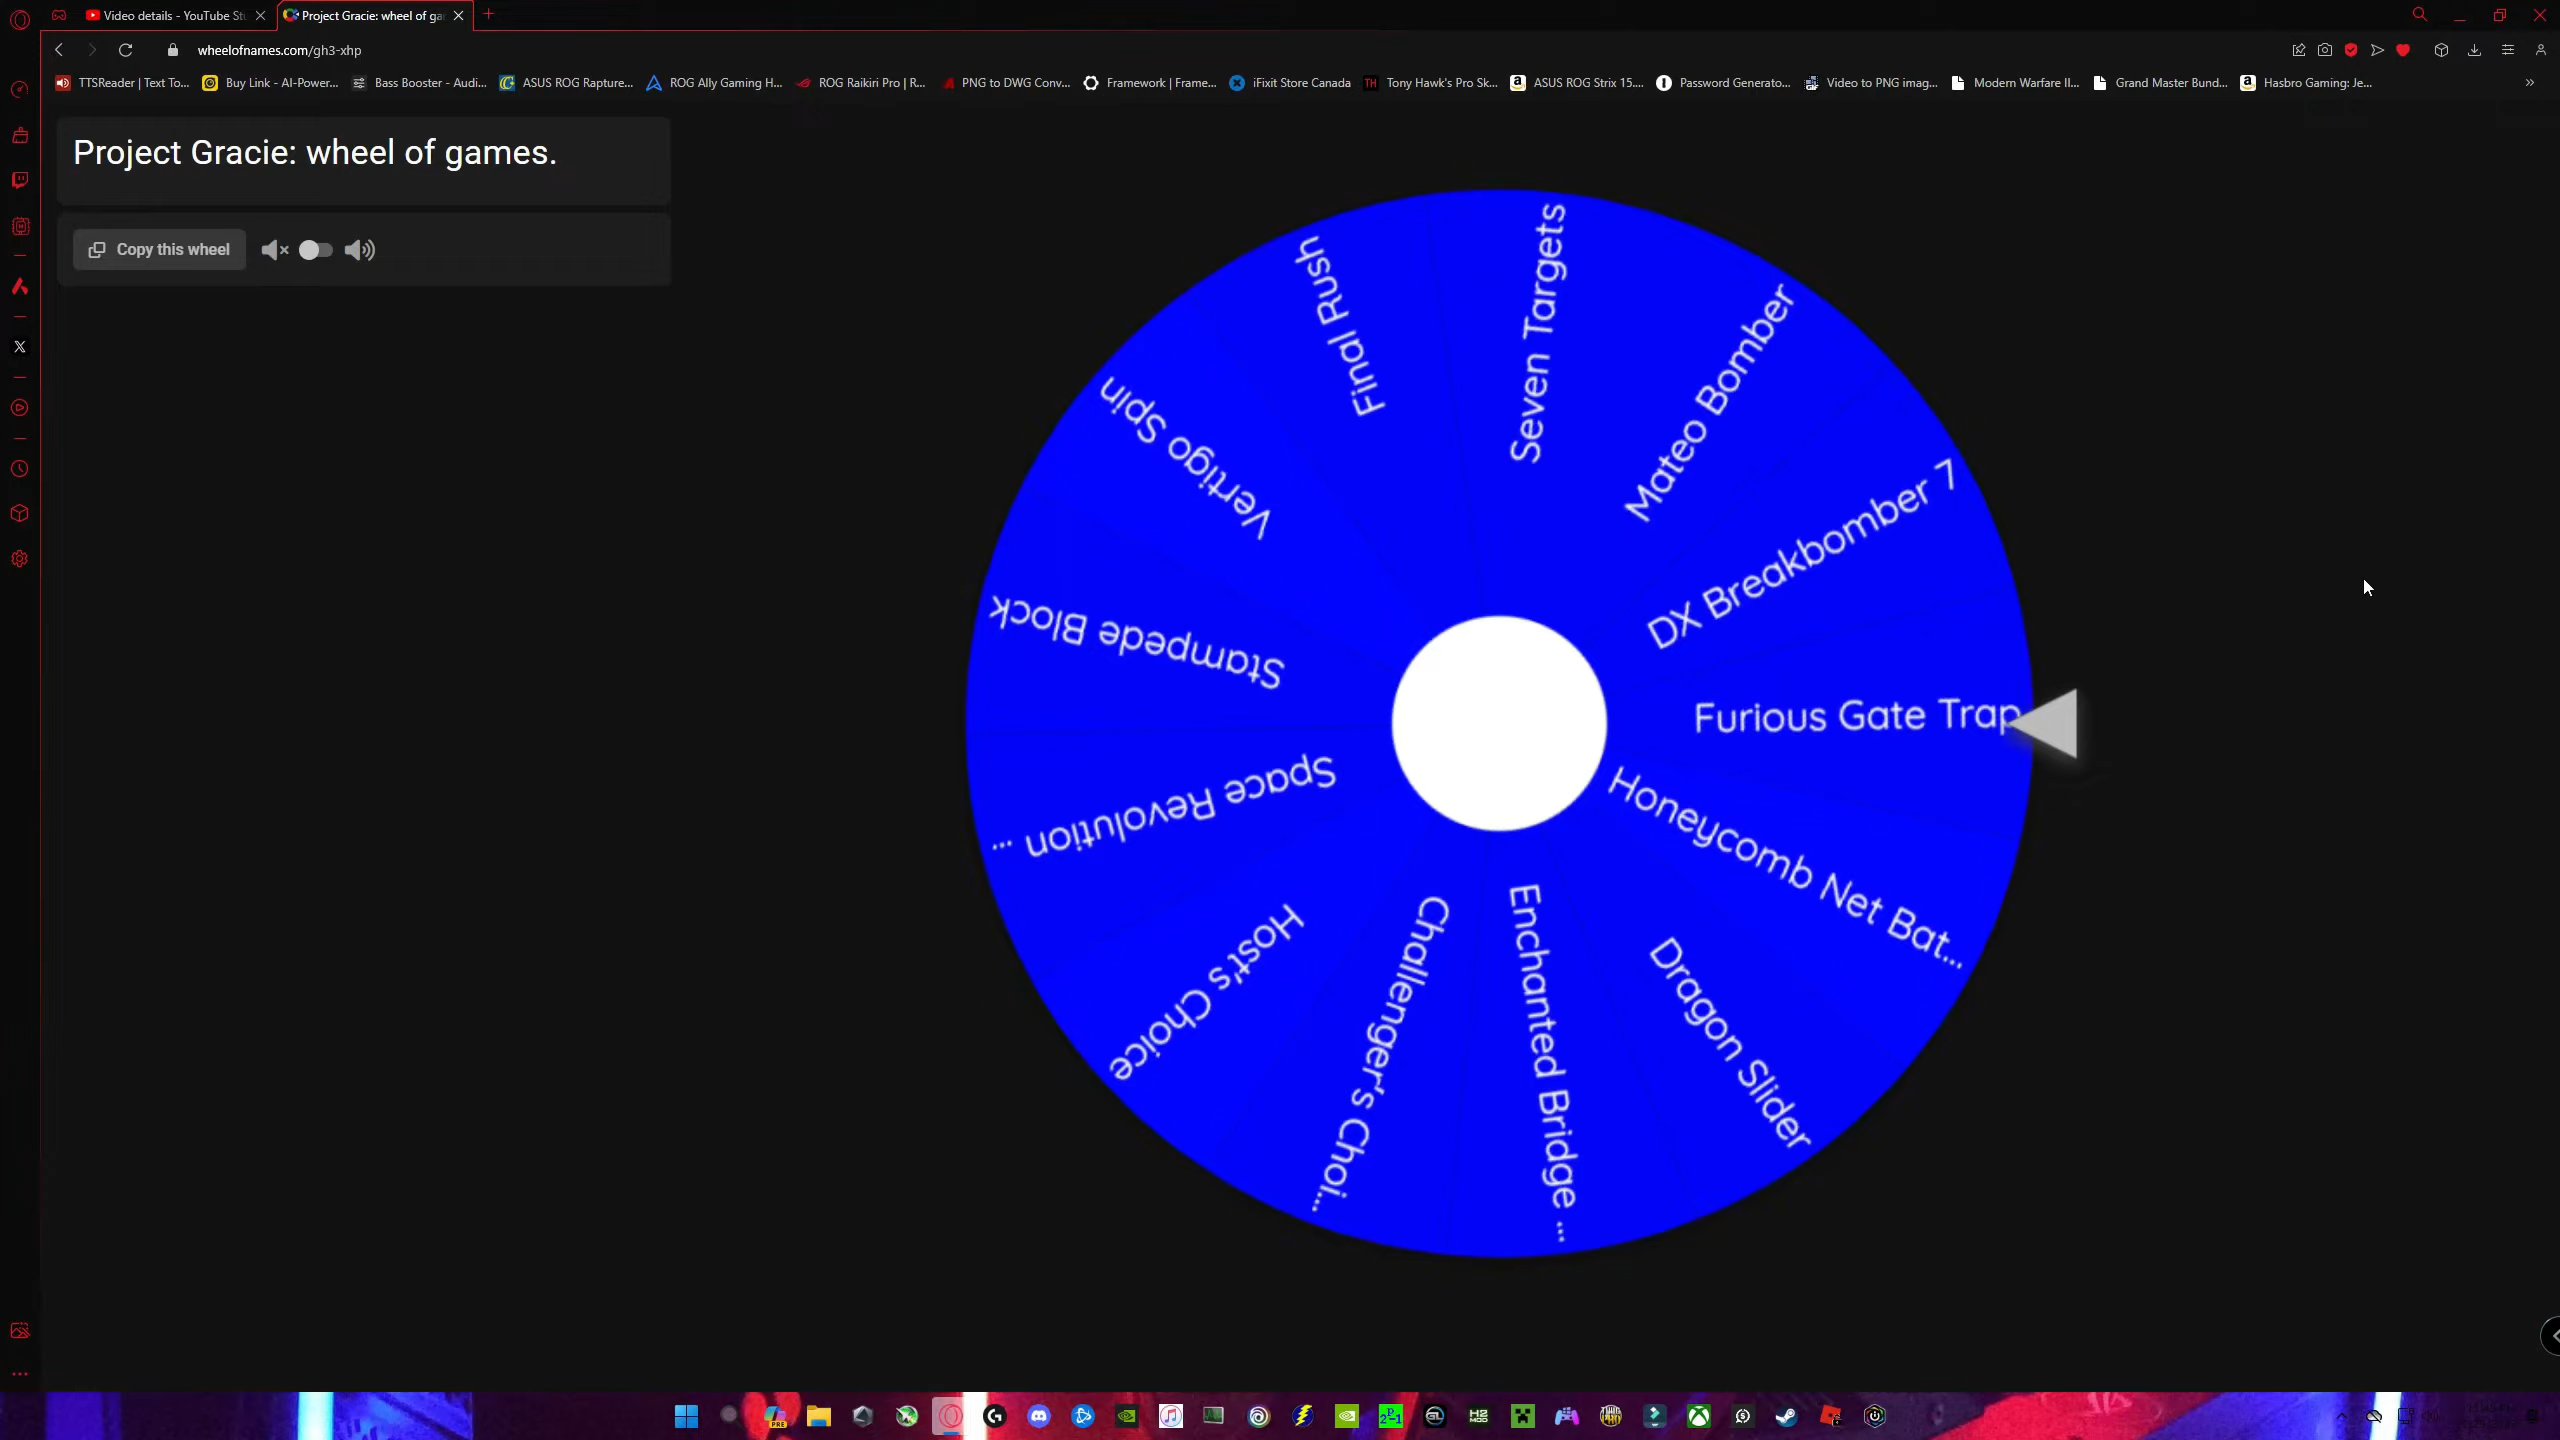 Video details - YouTube St
Project Gracie: wheel of ga
wheelofnames.com/gh3-xhp
TTSReader | Text To...
Buy Link - AI-Power...
Bass Booster - Audi...
ASUS ROG Rapture...
ROG Ally Gaming H...
ROG Raikiri Pro | R...
PNG to DWG Conv...
Framework | Frame...
iFixit Store Canada
Tony Hawk's Pro Sk...
ASUS ROG Strix 15....
Password Generato...
Video to PNG imag...
Modern Warfare II...
Grand Master Bund...
Hasbro Gaming: Je...
Project Gracie: wheel of games.
Copy this wheel
Final Rush
Seven Targets
Mateo Bomber
DX Breakbomber 7
Furious Gate Trap
Honeycomb Net Bat...
Dragon Slider
Enchanted Bridge ...
Challenger's Choi...
Host's Choice
Space Revolution ...
Stampede Block
Vertigo Spin